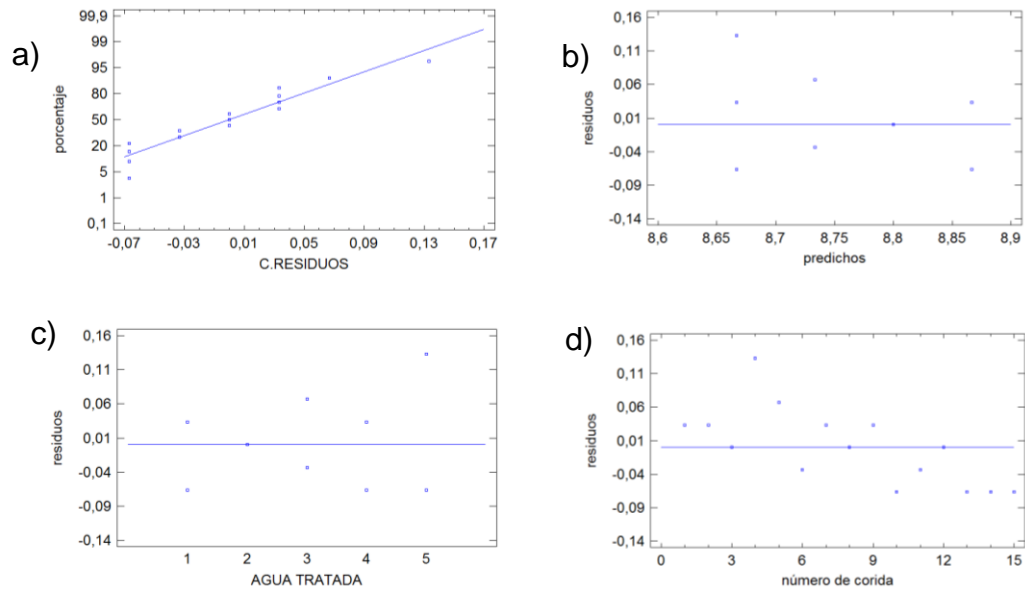 a)
99,9
99
95
80
50
20
5
1
0,1
porcentaje
-0,07 -0,03 0,01 0,05 0,09 0,13 0,17
C.RESIDUOS
b)
0,16
0,11
0,06
0,01
-0,04
-0,09
-0,14
residuos
8,6 8,65 8,7 8,75 8,8 8,85 8,9
predichos
c)
0,16
0,11
0,06
0,01
-0,04
-0,09
-0,14
residuos
1 2 3 4 5
AGUA TRATADA
d)
0,16
0,11
0,06
0,01
-0,04
-0,09
-0,14
residuos
0 3 6 9 12 15
número de corida